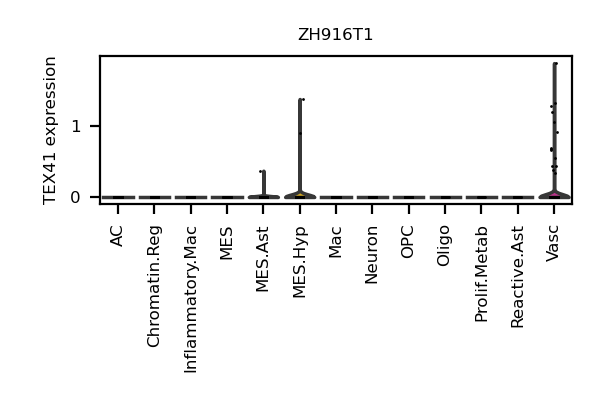 ZH916T1
TEX41 expression
1
0
AC
Chromatin.Reg
Inflammatory.Mac
MES
MES.Ast
MES.Hyp
Mac
Neuron
OPC
Oligo
Prolif.Metab
Reactive.Ast
Vasc